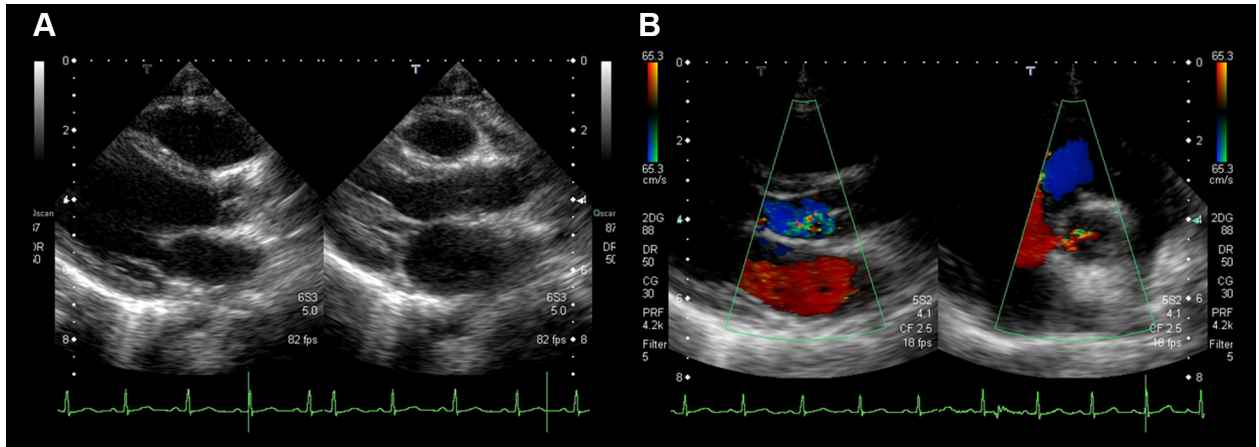 A
T
0
2
4
6
8
6S3
5.0
82 fps
T
0
2
4
6
8
Qscan
87
6S3
5.0
82 fps
B
65.3
65.3
cm/s
T
0
2
4
6
8
2DG
88
DR
50
CG
30
PRF
4.2k
Filter
5
5S2
4.1
CF 2.5
18 fps
T
0
2
4
6
8
65.3
65.3
cm/s
2DG
88
DR
50
CG
30
PRF
4.2k
Filter
5
5S2
4.1
CF 2.5
18 fps